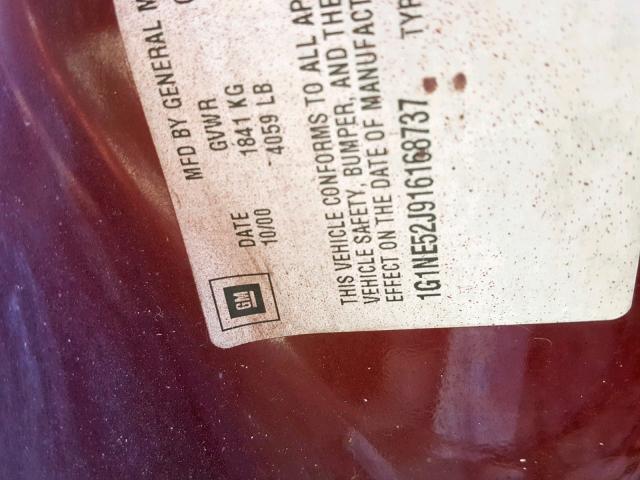 MFD BY GENERAL M
GVWR
DATE 1841 KG
10/00 4059 LB
GM
THIS VEHICLE CONFORMS TO ALL AP
VEHICLE SAFETY, BUMPER, AND THE
EFFECT ON THE DATE OF MANUFACT
1G1NE52J916168737 TYP